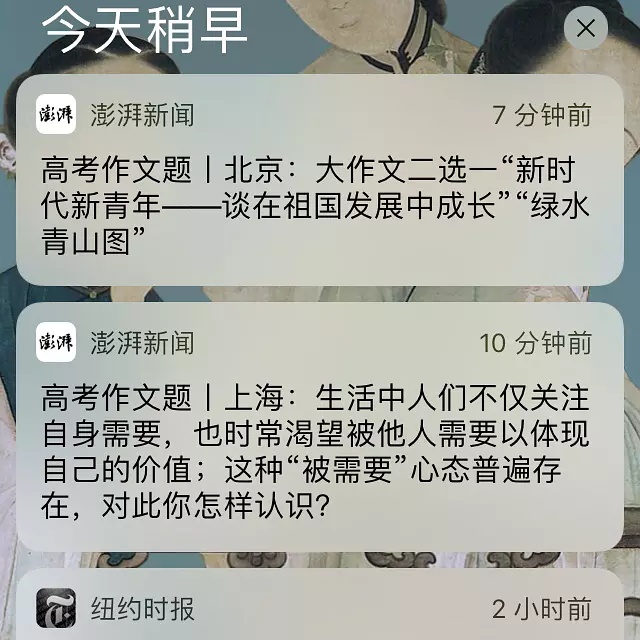 今天稍早
澎湃
澎湃新闻
7 分钟前
高考作文题丨北京：大作文二选一“新时
代新青年——谈在祖国发展中成长”“绿水
青山图”
澎湃
澎湃新闻
10 分钟前
高考作文题丨上海：生活中人们不仅关注
自身需要，也时常渴望被他人需要以体现
自己的价值；这种“被需要”心态普遍存
在，对此你怎样认识？
T
纽约时报
2 小时前